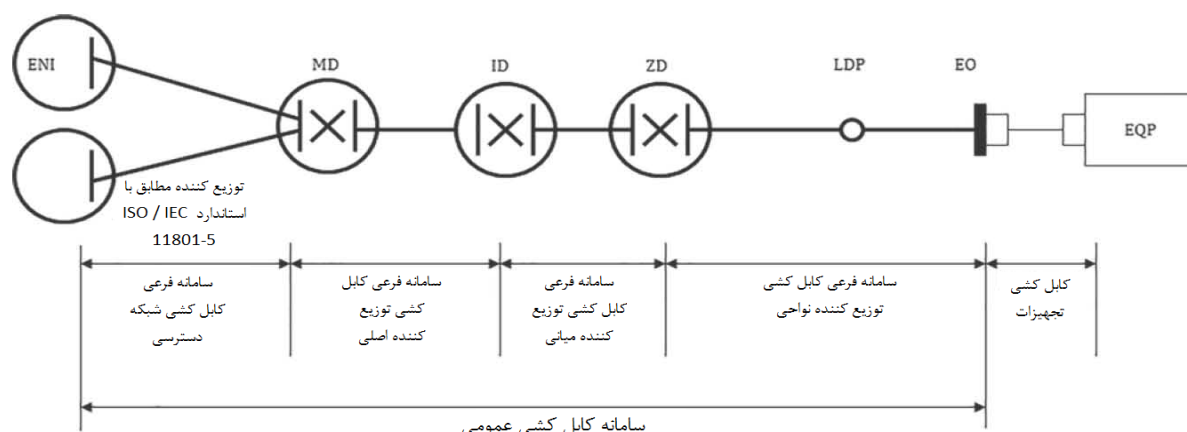 ENI
MD
ID
ZD
LDP
EO
EQP
توزیع کننده مطابق با
استاندارد ISO / IEC
11801-5
سامانه فرعی
کابل کشی شبکه
دسترسی
سامانه فرعی کابل
کشی توزیع
کننده اصلی
سامانه فرعی
کابل کشی توزیع
کننده میانی
سامانه فرعی کابل کشی
توزیع کننده نواحی
کابل کشی
تجهیزات
سامانه کابل کشی عمومی